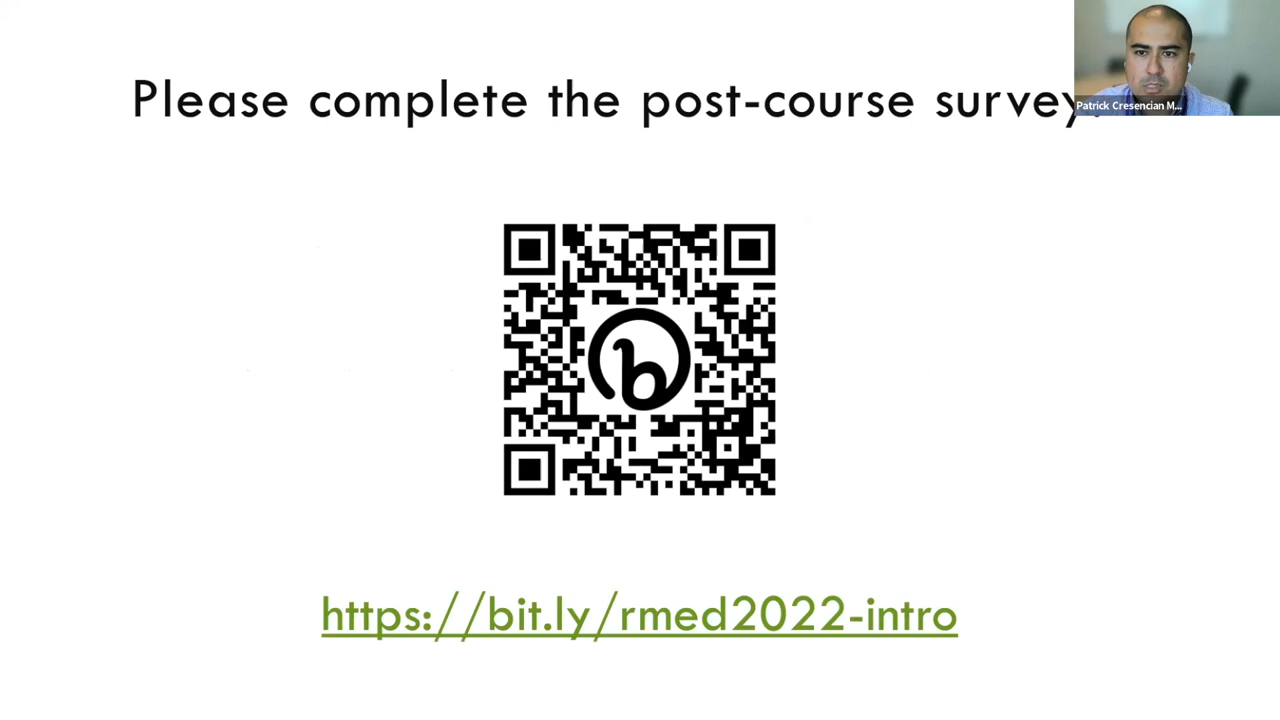 Please complete the post-course survey.
Patrick Cresencian M...
b
https://bit.ly/rmed2022-intro